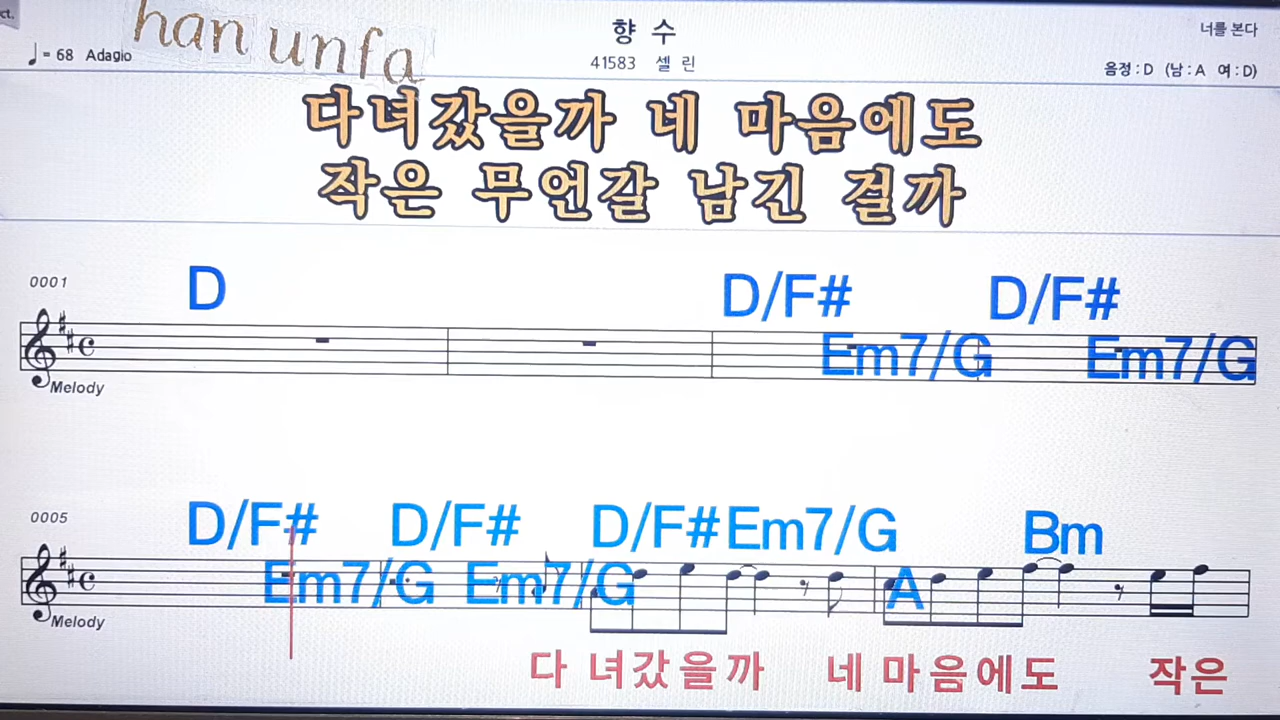 ct.
han unfa
향 수
너를 본다
♩= 68 Adagio
41583 셀 린
음정 : D (남 : A 여 : D)
다녀갔을까 네 마음에도
작은 무언갈 남긴 걸까
0001
D D/F# D/F#
Em7/G Em7/G
Melody
0005
D/F# D/F# D/F# Em7/G Bm
Em7/G Em7/G A
Melody
다 녀갔을까 네 마음에도 작은